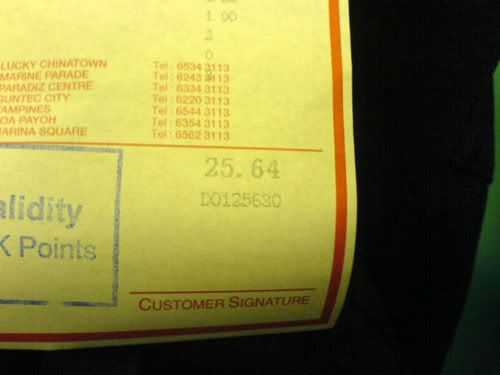 1.00
2
0
LUCKY CHINATOWN Tel : 6534 3113
MARINE PARADE Tel : 6243 3113
PARADIZ CENTRE Tel : 6334 3113
SUNTEC CITY Tel : 6220 3113
TAMPINES Tel : 6544 3113
TOA PAYOH Tel : 6354 3113
MARINA SQUARE Tel : 6562 3113
25.64
DO125630
alidity
K Points
CUSTOMER SIGNATURE